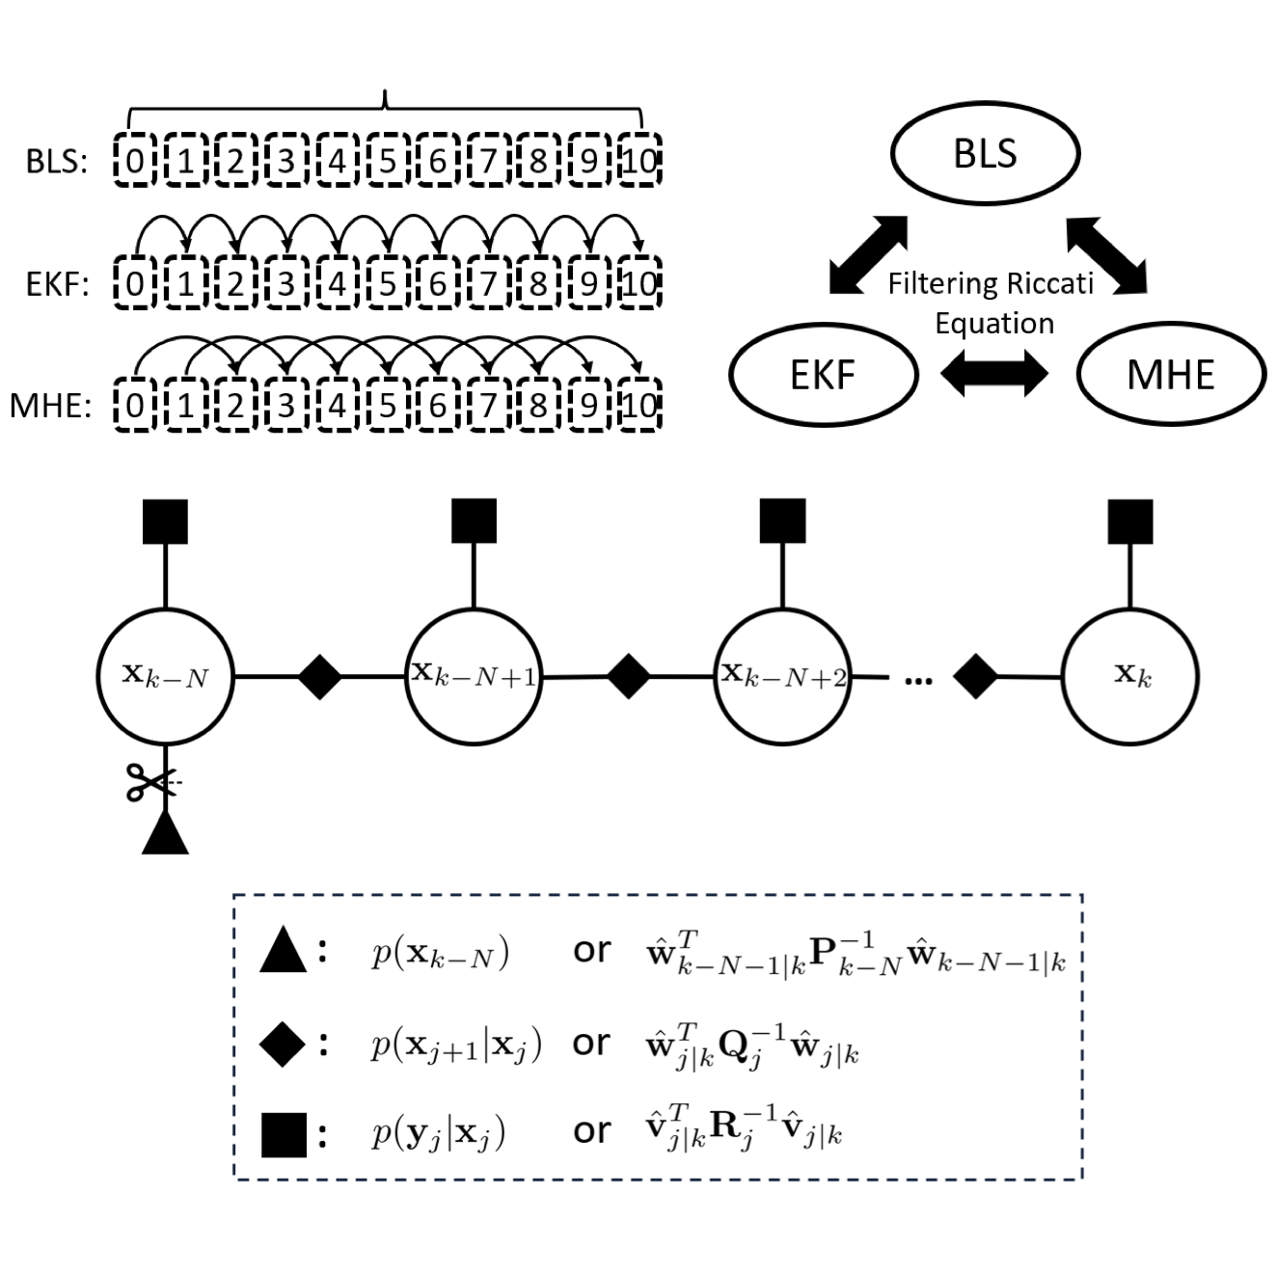 BLS: 0 1 2 3 4 5 6 7 8 9 10
EKF: 0 1 2 3 4 5 6 7 8 9 10
MHE: 0 1 2 3 4 5 6 7 8 9 10
BLS
Filtering Riccati
Equation
EKF
MHE
$\mathbf{x}_{k-N}$ $\mathbf{x}_{k-N+1}$ $\mathbf{x}_{k-N+2}$ ... $\mathbf{x}_k$
: $p(\mathbf{x}_{k-N})$ or $\hat{\mathbf{w}}_{k-N-1|k}^T \mathbf{P}_{k-N}^{-1} \hat{\mathbf{w}}_{k-N-1|k}$
: $p(\mathbf{x}_{j+1}|\mathbf{x}_j)$ or $\hat{\mathbf{w}}_{j|k}^T \mathbf{Q}_j^{-1} \hat{\mathbf{w}}_{j|k}$
: $p(\mathbf{y}_j|\mathbf{x}_j)$ or $\hat{\mathbf{v}}_{j|k}^T \mathbf{R}_j^{-1} \hat{\mathbf{v}}_{j|k}$